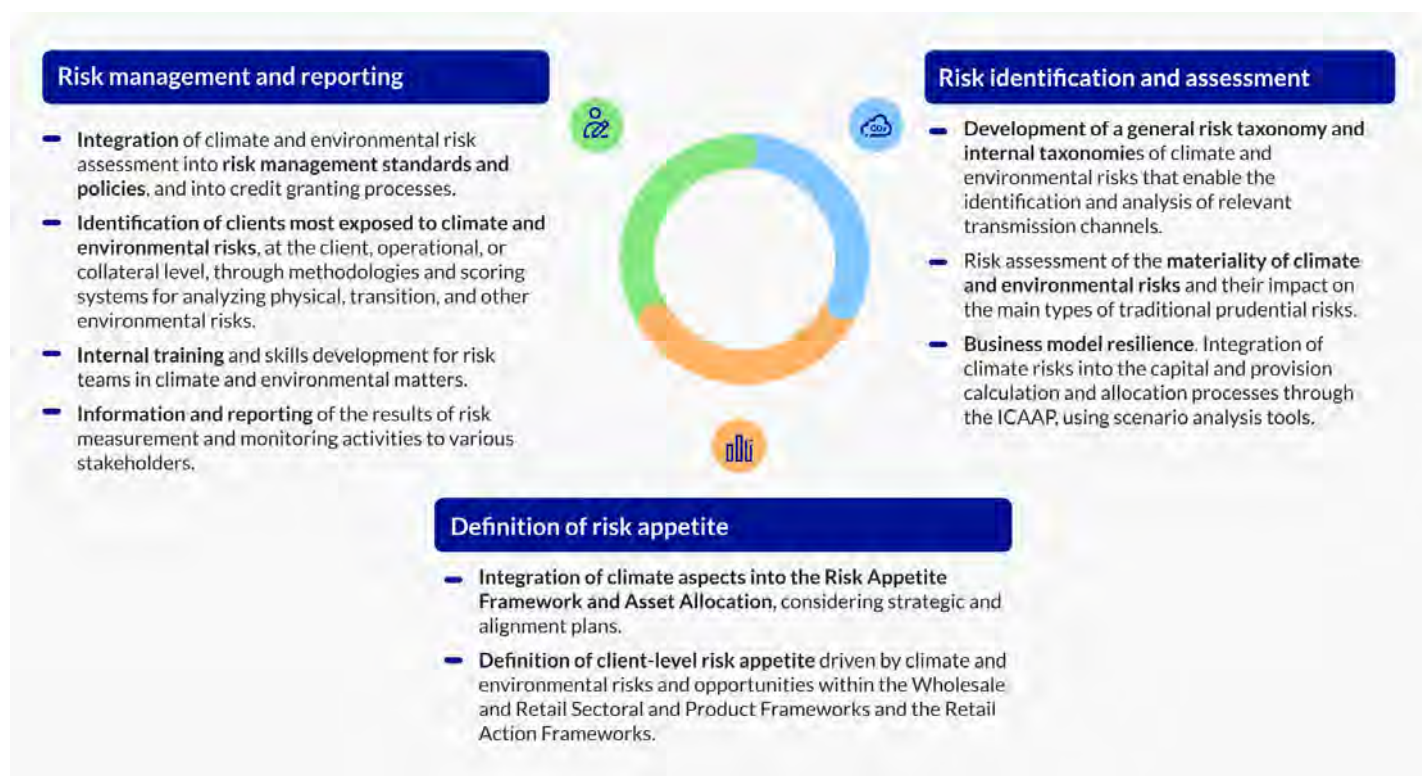 Risk management and reporting
Integration of climate and environmental risk
assessment into risk management standards and
policies, and into credit granting processes.
Identification of clients most exposed to climate and
environmental risks, at the client, operational, or
collateral level, through methodologies and scoring
systems for analyzing physical, transition, and other
environmental risks.
Internal training and skills development for risk
teams in climate and environmental matters.
Information and reporting of the results of risk
measurement and monitoring activities to various
stakeholders.
CO₂
Risk identification and assessment
Development of a general risk taxonomy and
internal taxonomies of climate and
environmental risks that enable the
identification and analysis of relevant
transmission channels.
Risk assessment of the materiality of climate
and environmental risks and their impact on
the main types of traditional prudential risks.
Business model resilience. Integration of
climate risks into the capital and provision
calculation and allocation processes through
the ICAAP, using scenario analysis tools.
Definition of risk appetite
Integration of climate aspects into the Risk Appetite
Framework and Asset Allocation, considering strategic and
alignment plans.
Definition of client-level risk appetite driven by climate and
environmental risks and opportunities within the Wholesale
and Retail Sectoral and Product Frameworks and the Retail
Action Frameworks.